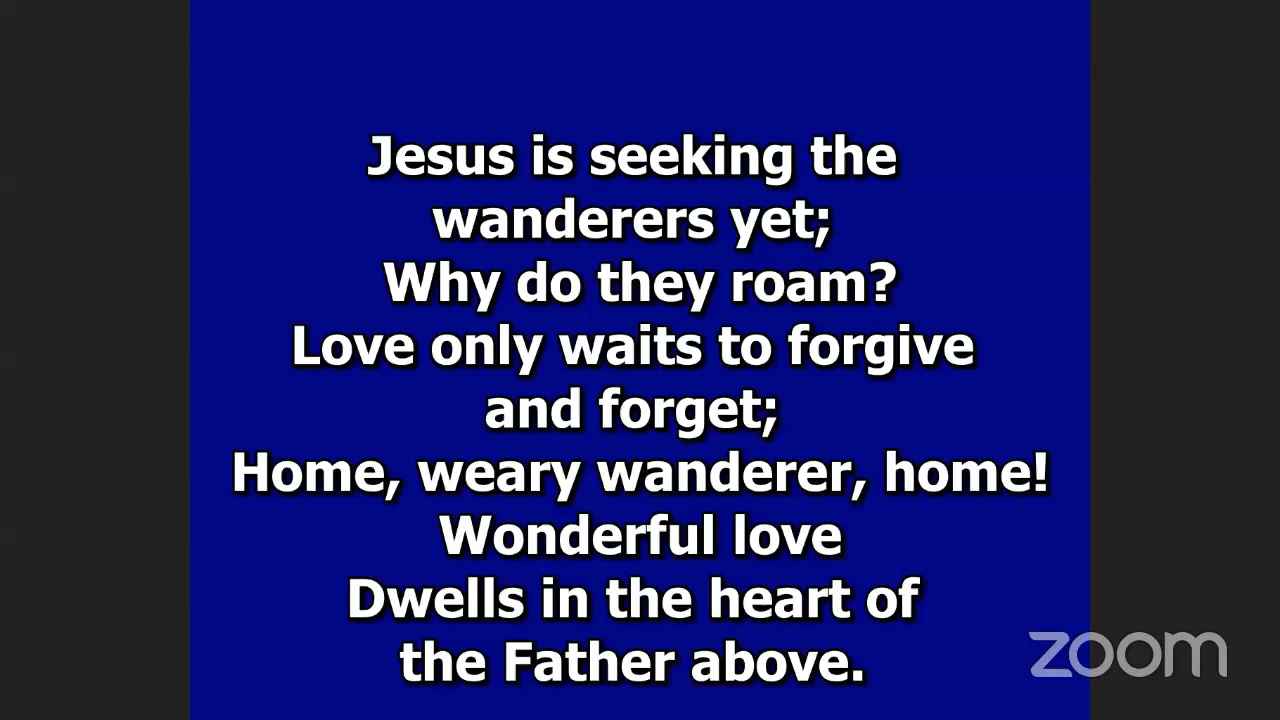 Jesus is seeking the
wanderers yet;
Why do they roam?
Love only waits to forgive
and forget;
Home, weary wanderer, home!
Wonderful love
Dwells in the heart of
the Father above.
zoom